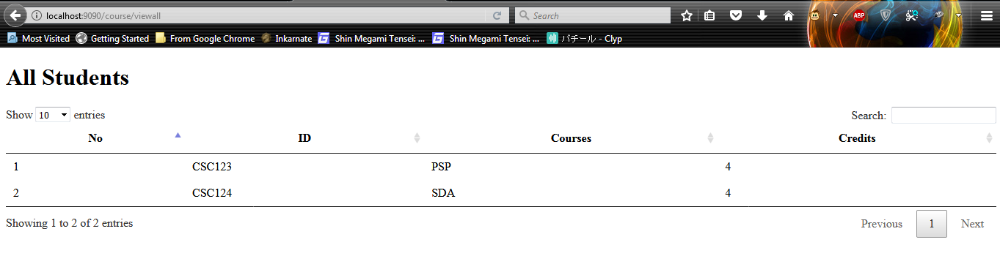 localhost:9090/course/viewall Search ABP
Most Visited Getting Started From Google Chrome Inkarnate Shin Megami Tensei: ... Shin Megami Tensei: ... パチール - Clyp
All Students
Show 10 entries Search:
No ID Courses Credits
1 CSC123 PSP 4
2 CSC124 SDA 4
Showing 1 to 2 of 2 entries Previous 1 Next